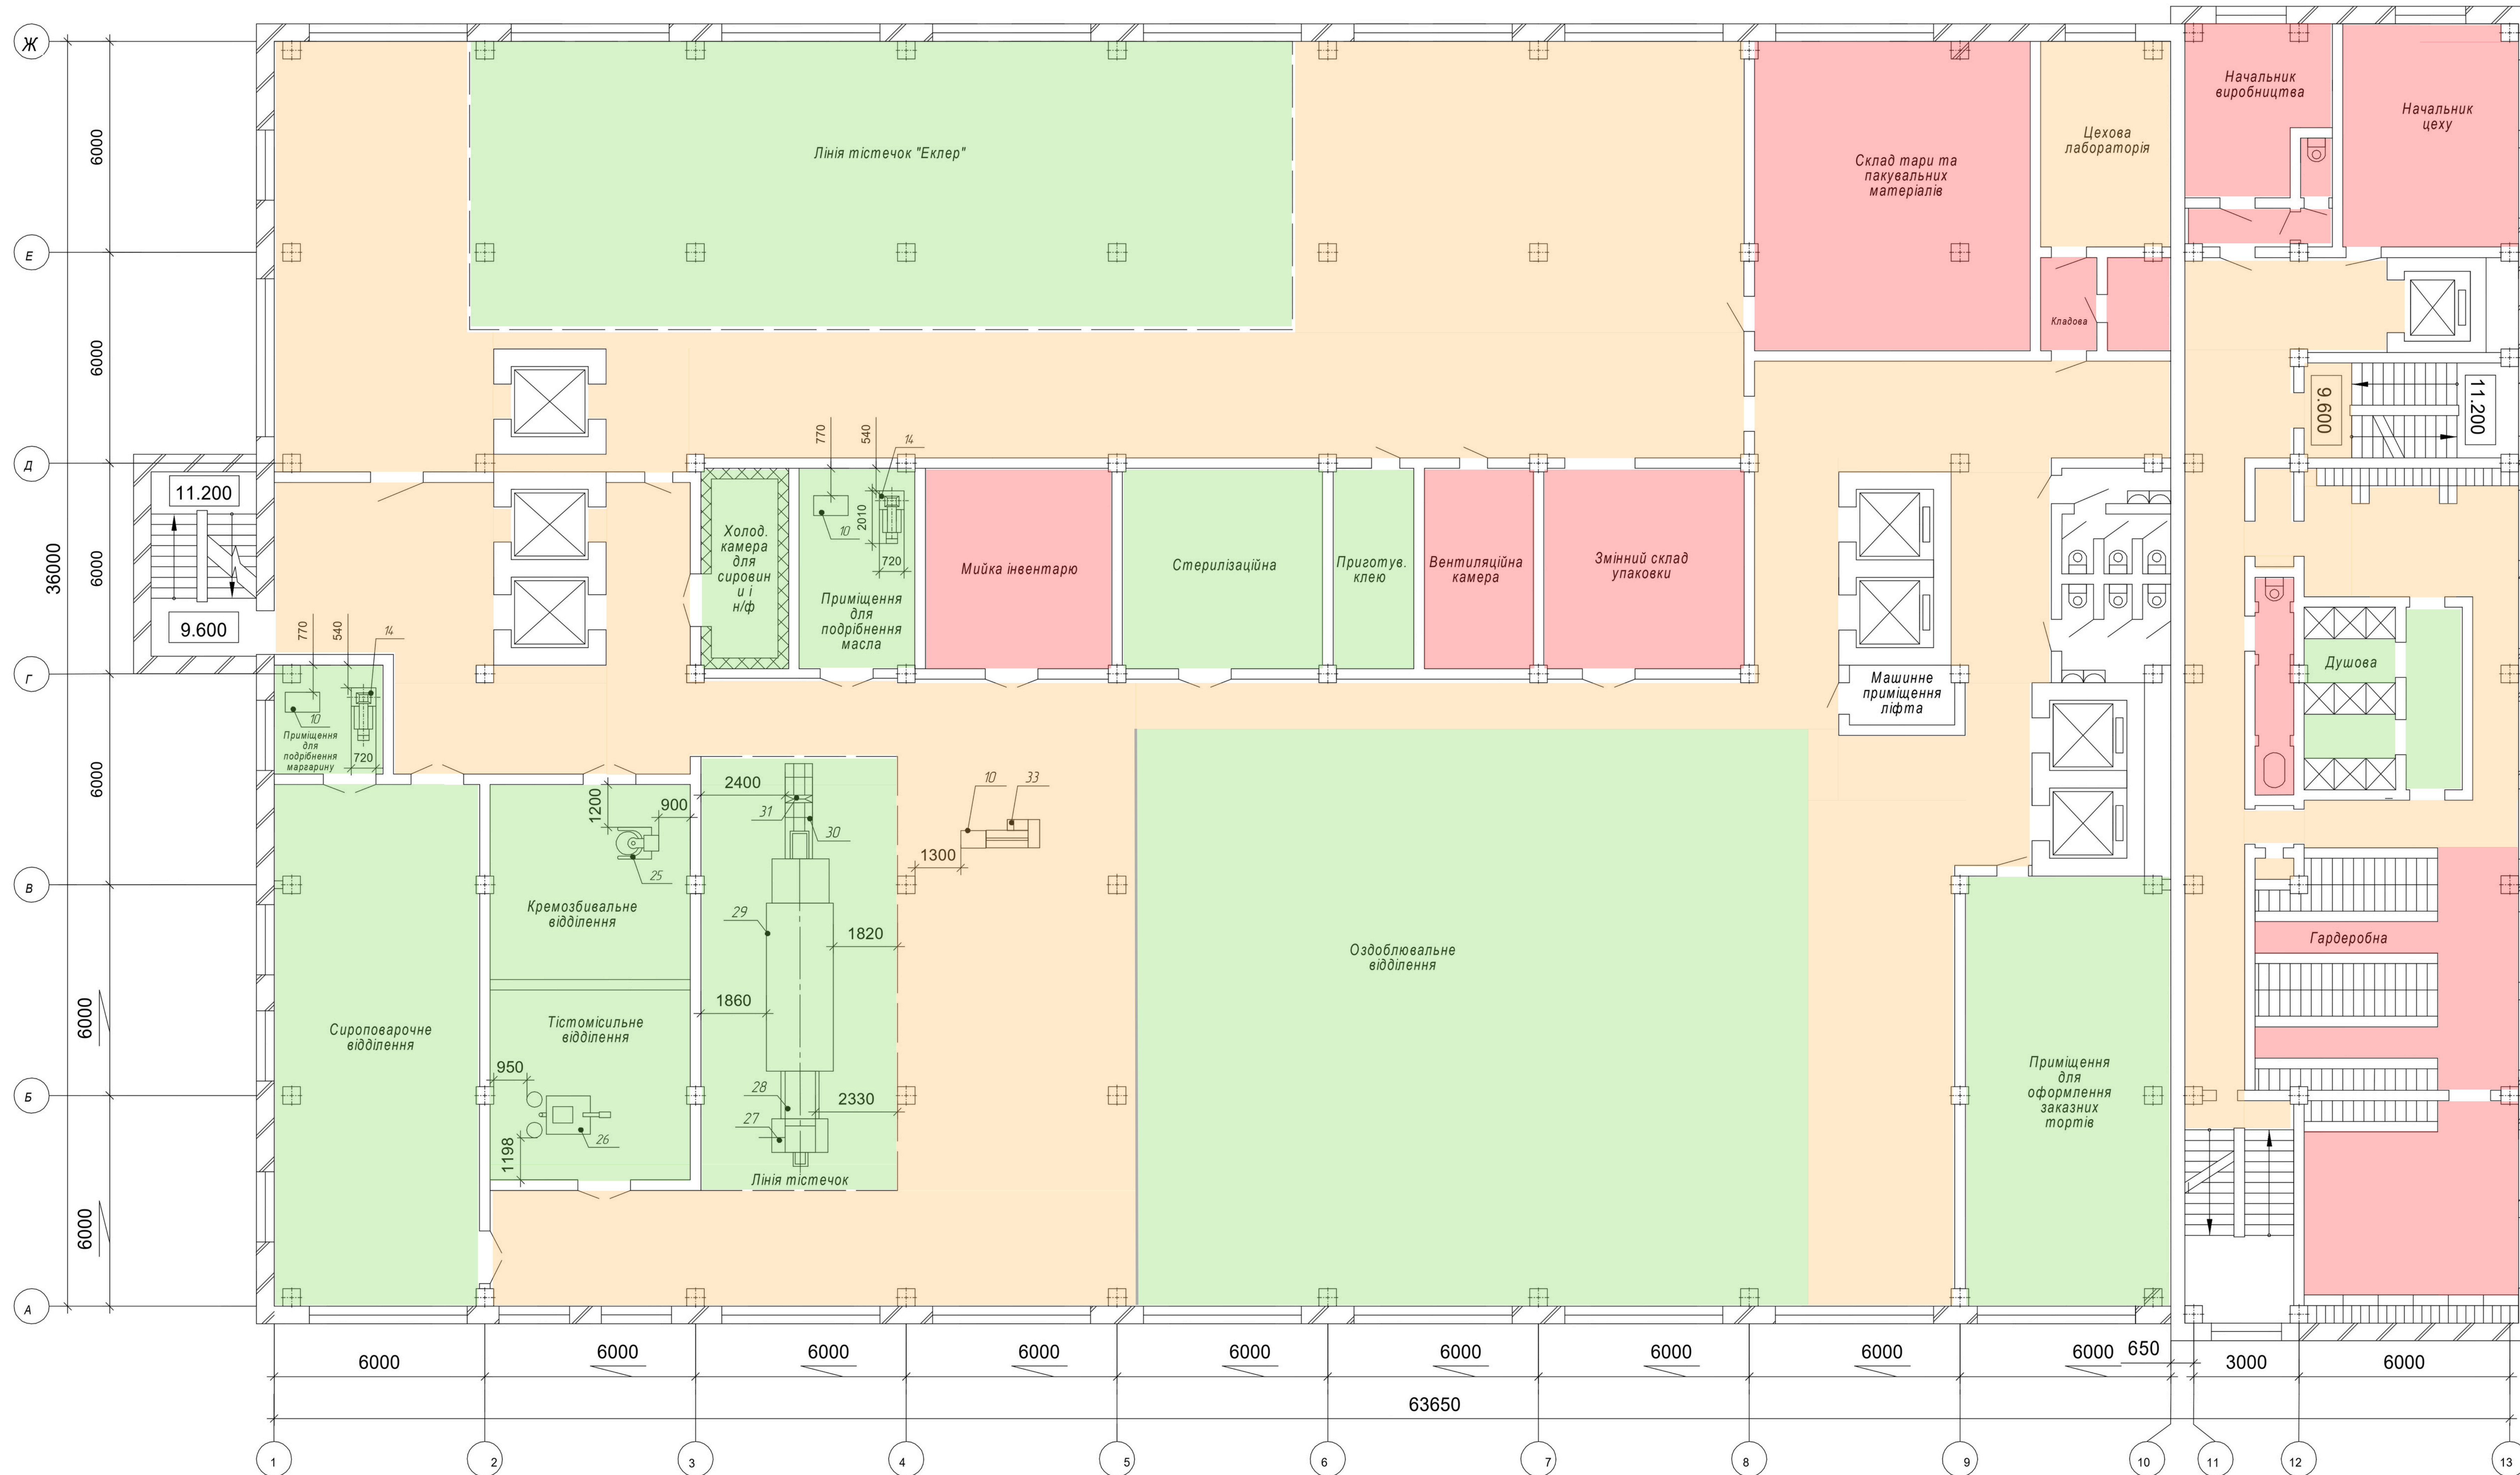 Ж
Е
Д
Г
В
Б
А
36000
6000
6000
6000
6000
6000
6000
11.200
9.600
Лінія тістечок "Еклер"
Склад тари та
пакувальних
матеріалів
Цехова
лабораторія
Начальник
виробництва
Начальник
цеху
Кладова
9.600
11.200
770
540
14
10
2010
720
Холод.
камера
для
сировин
и і
н/ф
Приміщення
для
подрібнення
масла
Мийка інвентарю
Стерилізаційна
Приготув.
клею
Вентиляційна
камера
Змінний склад
упаковки
Машинне
приміщення
ліфта
Душова
770
540
14
10
720
Приміщення
для
подрібнення
маргарину
1200
900
25
Кремозбивальне
відділення
2400
31
30
29
1820
1860
28
2330
27
Лінія тістечок
10
33
1300
Сироповарочне
відділення
Тістомісильне
відділення
950
26
1198
Оздоблювальне
відділення
Приміщення
для
оформлення
заказних
тортів
Гардеробна
6000
6000
6000
6000
6000
6000
6000
6000
6000
650
3000
6000
63650
1
2
3
4
5
6
7
8
9
10
11
12
13